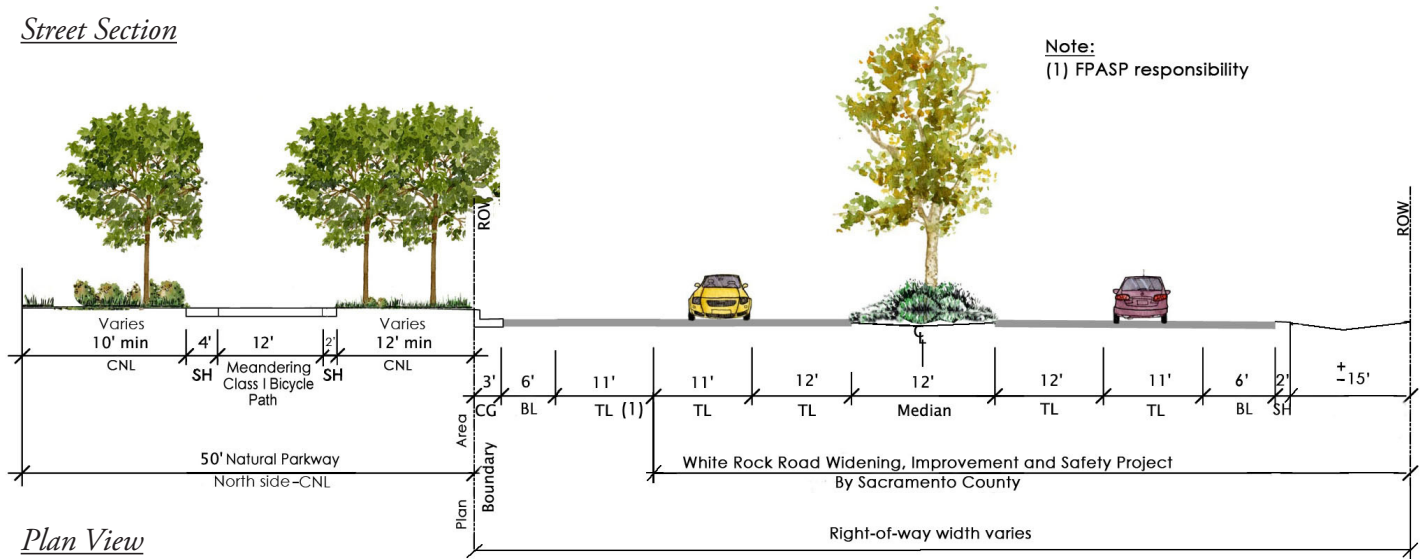 Street Section
Note:
(1) FPASP responsibility
ROW
ROW
Varies
10' min
CNL
4'
SH
12'
Meandering
Class I Bicycle
Path
2'
SH
Varies
12' min
CNL
3'
CG
6'
BL
11'
TL (1)
11'
TL
12'
TL
℄
12'
Median
12'
TL
11'
TL
6'
BL
2'
SH
+
-15'
50' Natural Parkway
North side-CNL
Plan Area
Boundary
White Rock Road Widening, Improvement and Safety Project
By Sacramento County
Right-of-way width varies
Plan View